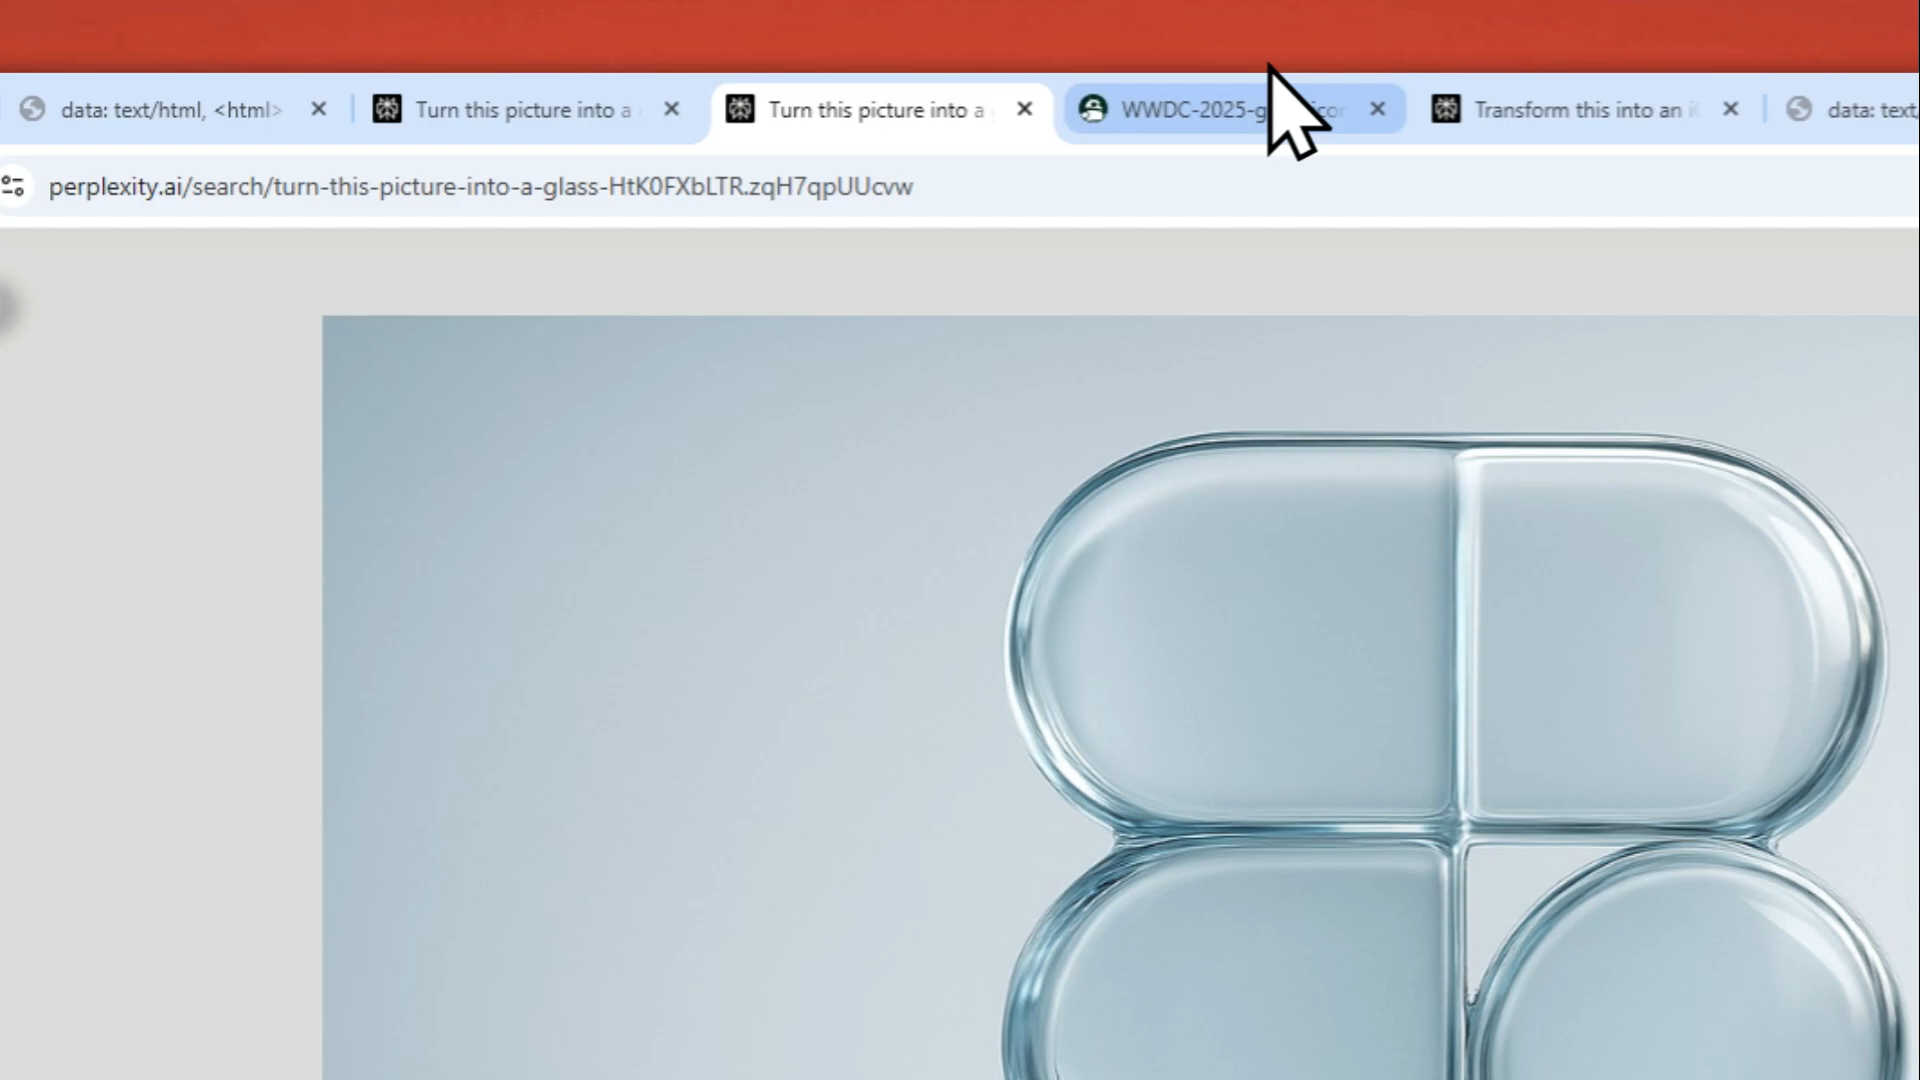 data: text/html, <html>
Turn this picture into a
Turn this picture into a
WWDC-2025-g
Transform this into an
data: text,
perplexity.ai/search/turn-this-picture-into-a-glass-HtK0FXbLTR.zqH7qpUUcvw